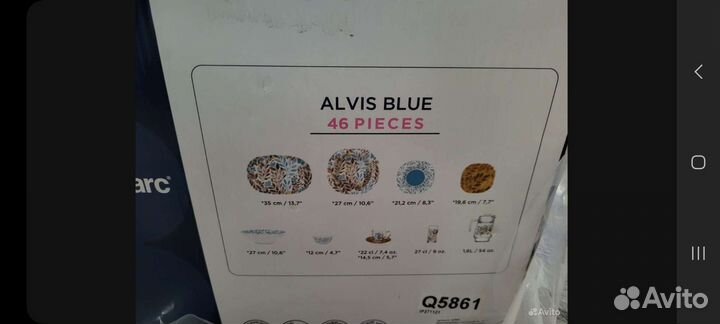 ALVIS BLUE
46 PIECES
arc
*35 cm / 13,7" *27 cm / 10,6" *21,2 cm / 8,3" *19,6 cm / 7,7"
*27 cm / 10,6" *12 cm / 4,7" *22 cl / 7,4 oz. 27 cl / 9 oz. 1,6L / 54 oz.
*14,5 cm / 5,7"
Q5861
Avito
Avito